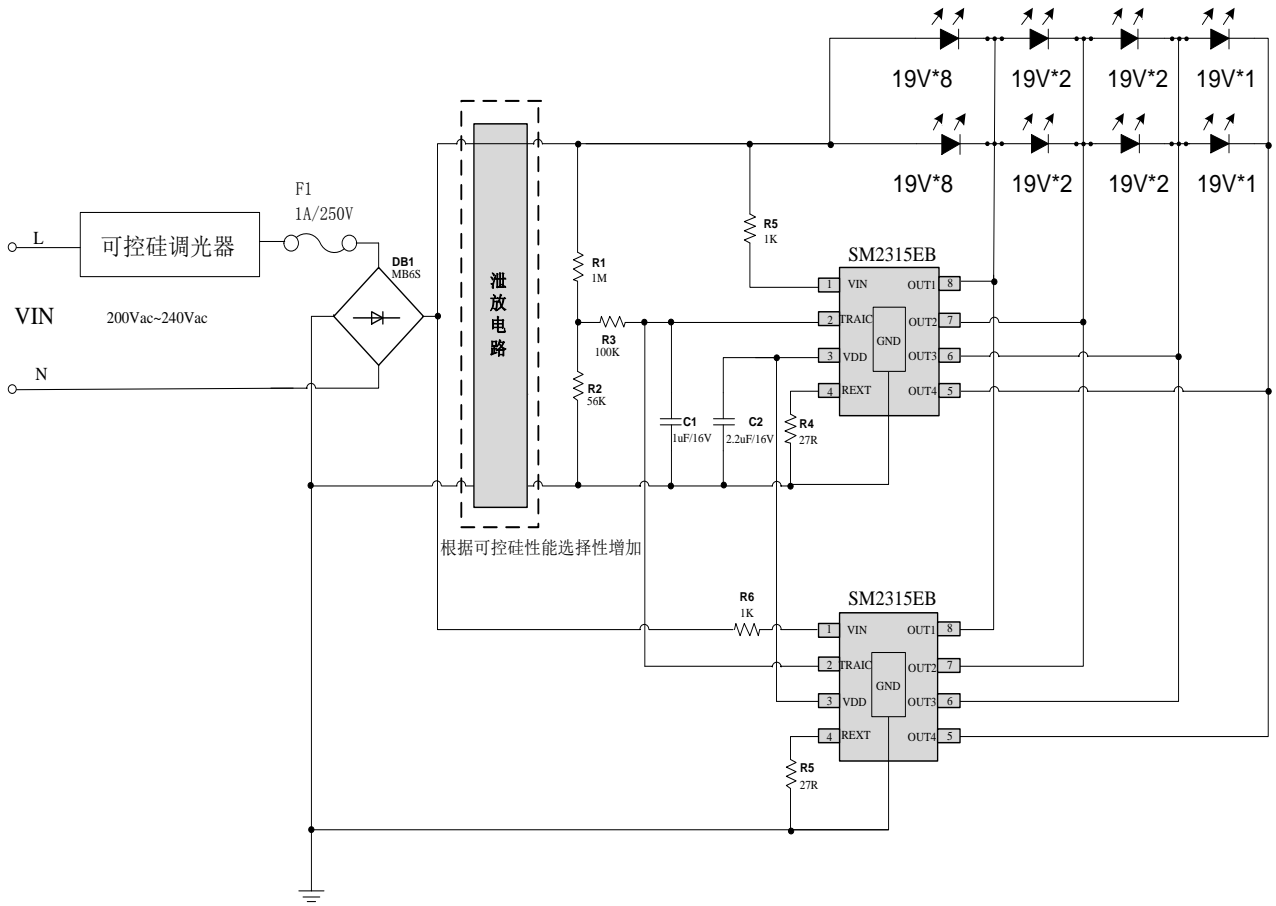 19V*8
19V*2
19V*2
19V*1
19V*8
19V*2
19V*2
19V*1
F1
1A/250V
L
可控硅调光器
DB1
MB6S
VIN
200Vac~240Vac
N
泄放电路
根据可控硅性能选择性增加
R1
1M
R3
100K
R2
56K
C1
1uF/16V
C2
2.2uF/16V
R5
1K
R4
27R
SM2315EB
1
VIN
OUT1
8
2
TRAIC
OUT2
7
GND
3
VDD
OUT3
6
4
REXT
OUT4
5
R6
1K
SM2315EB
1
VIN
OUT1
8
2
TRAIC
OUT2
7
GND
3
VDD
OUT3
6
4
REXT
OUT4
5
R5
27R